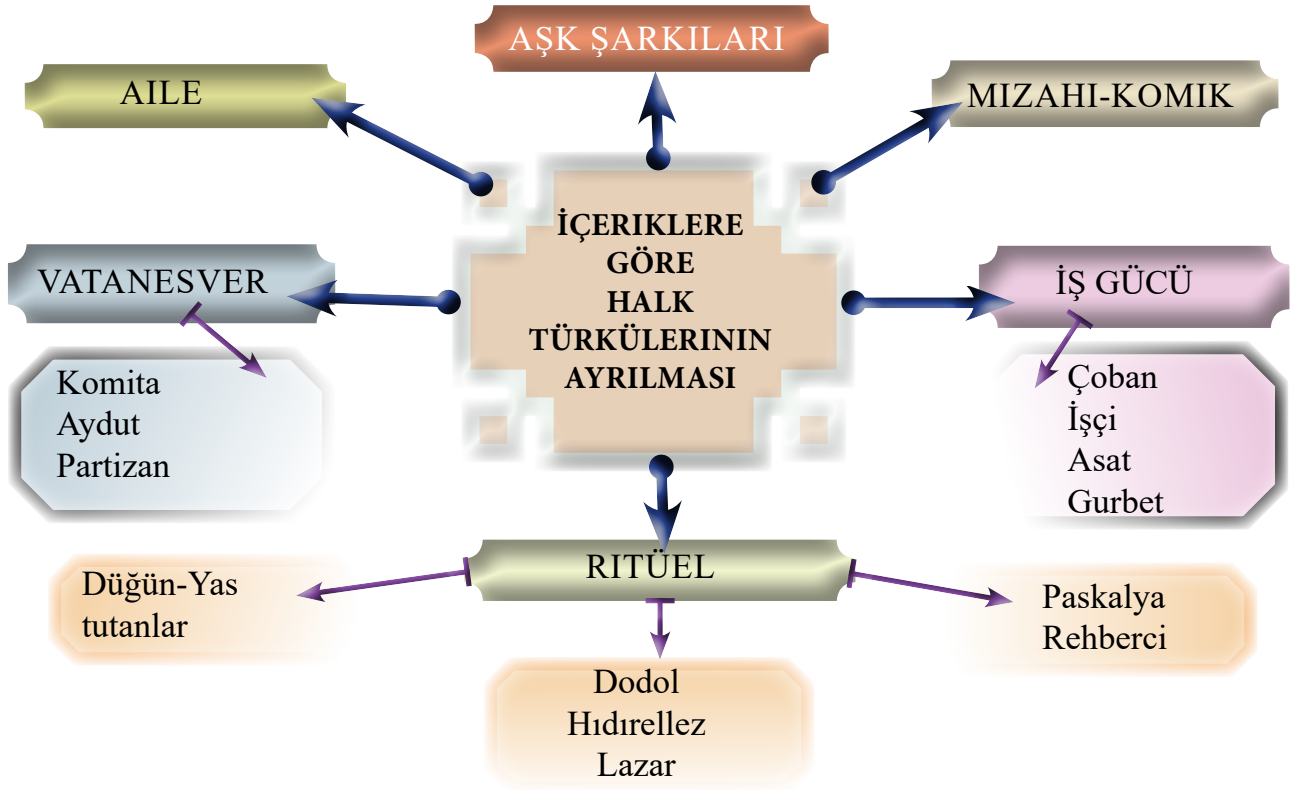 AŞK ŞARKILARI
AILE
MIZAHI-KOMIK
İÇERIKLERE
GÖRE
HALK
TÜRKÜLERININ
AYRILMASI
VATANESVER
İŞ GÜCÜ
Komita
Aydut
Partizan
Çoban
İşçi
Asat
Gurbet
RITÜEL
Düğün-Yas
tutanlar
Paskalya
Rehberci
Dodol
Hıdırellez
Lazar